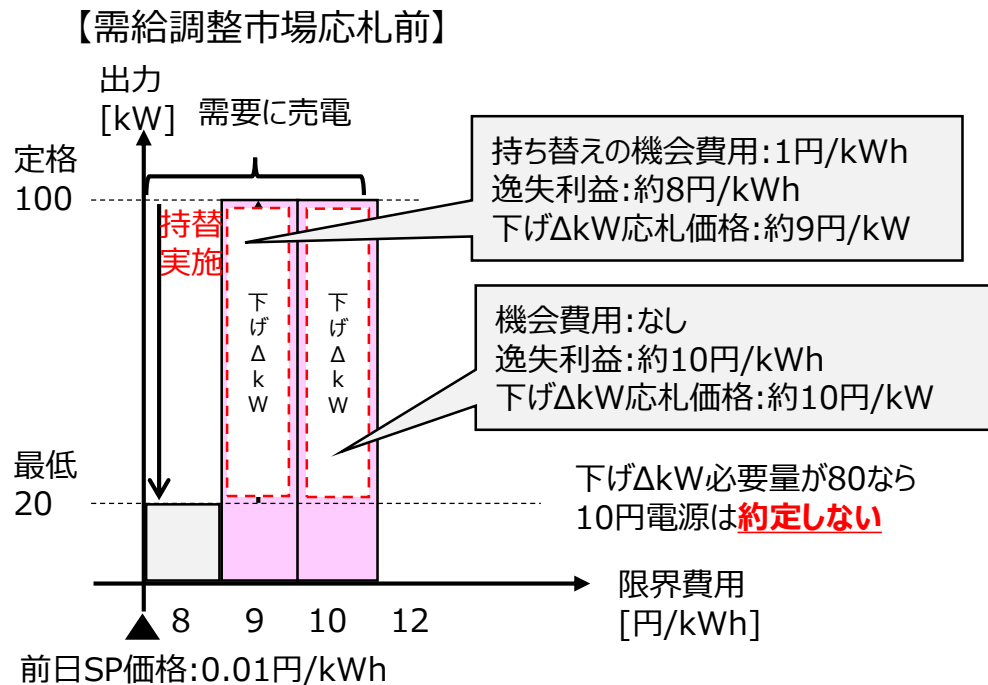 【需給調整市場応札前】
出力
[kW]
需要に売電
定格
100
持替
実施
下げΔkW
下げΔkW
持ち替えの機会費用:1円/kWh
逸失利益:約8円/kWh
下げΔkW応札価格:約9円/kW
機会費用:なし
逸失利益:約10円/kWh
下げΔkW応札価格:約10円/kW
最低
20
下げΔkW必要量が80なら
10円電源は約定しない
8 9 10 12
限界費用
[円/kWh]
前日SP価格:0.01円/kWh